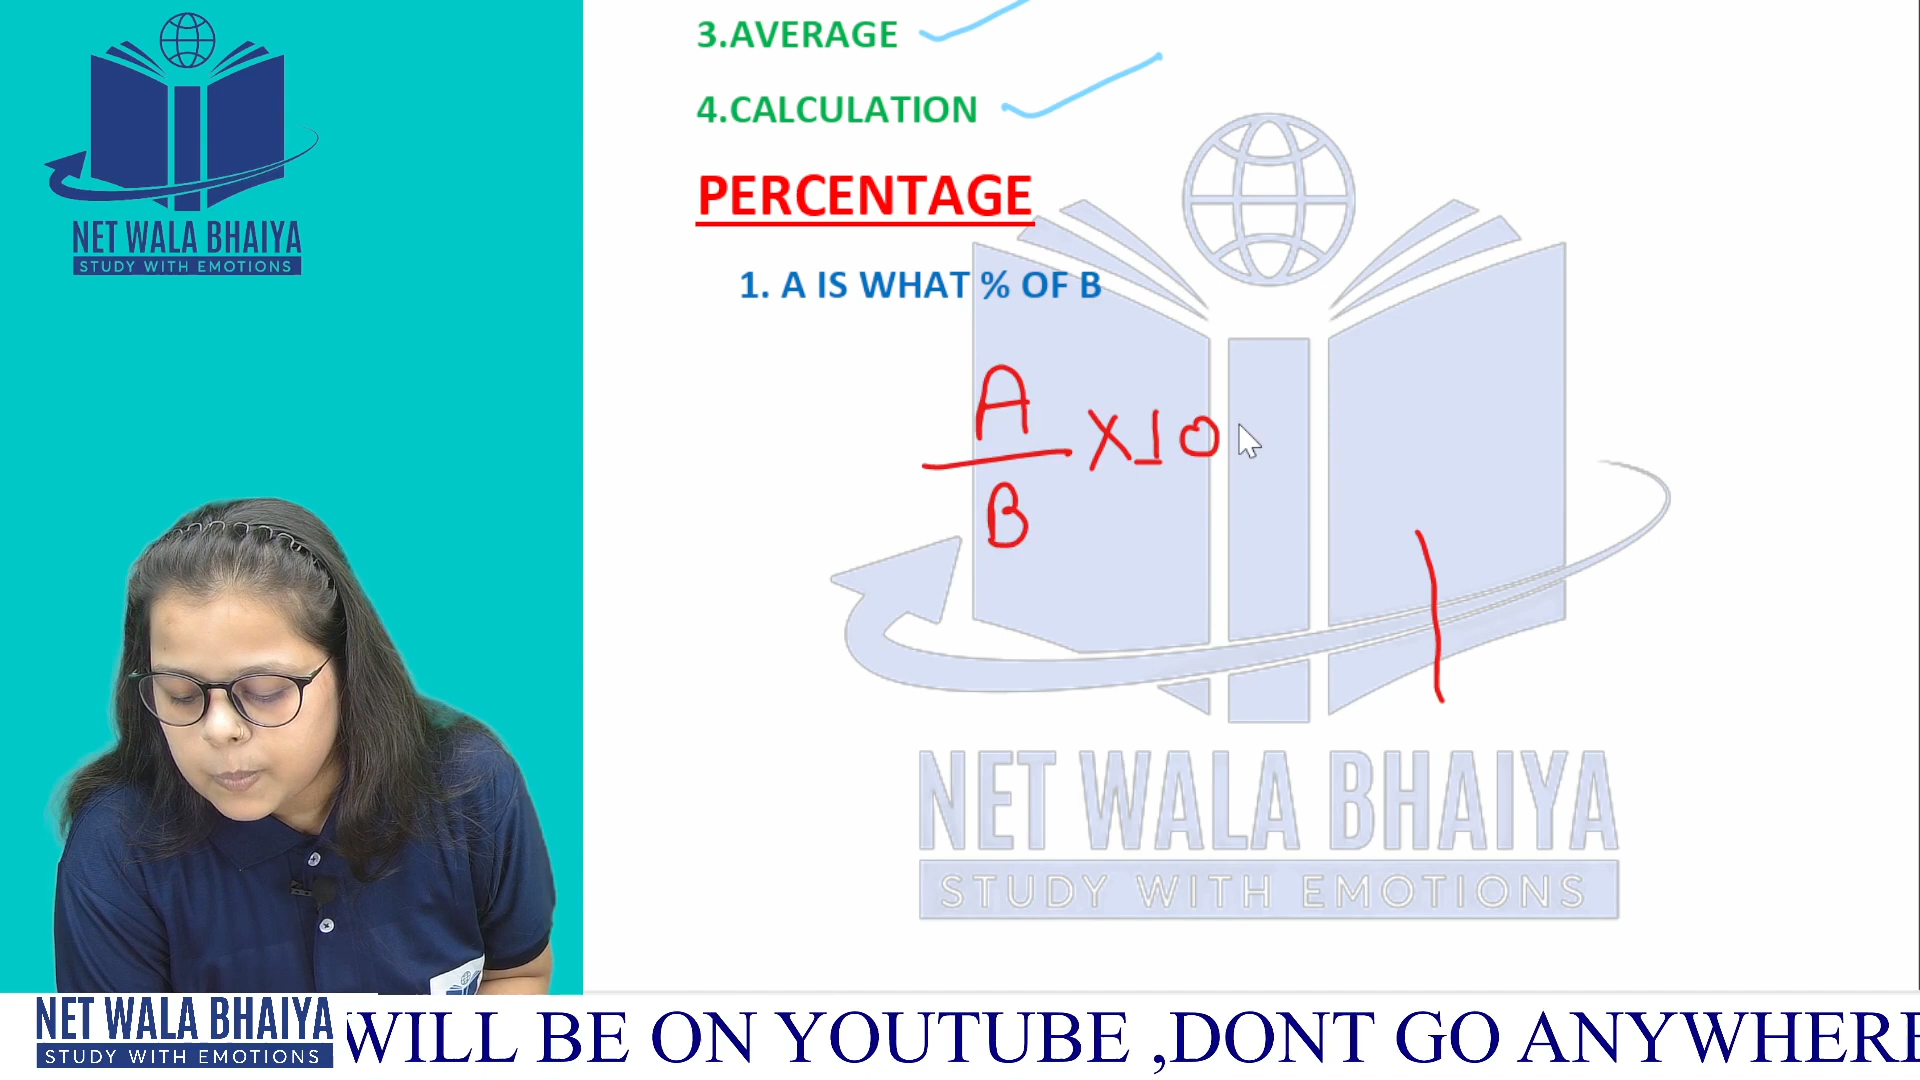 NET WALA BHAIYA
STUDY WITH EMOTIONS
3.AVERAGE
4.CALCULATION
PERCENTAGE
1. A IS WHAT % OF B
A
B
X10
NET WALA BHAIYA
STUDY WITH EMOTIONS
NET WALA BHAIYA
STUDY WITH EMOTIONS
WILL BE ON YOUTUBE ,DONT GO ANYWHERE